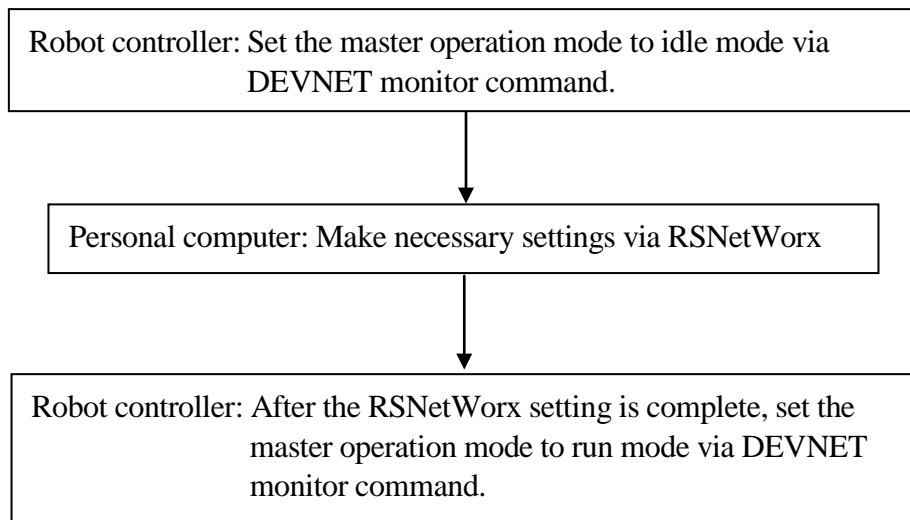 Robot controller: Set the master operation mode to idle mode via
DEVNET monitor command.
Personal computer: Make necessary settings via RSNetWorx
Robot controller: After the RSNetWorx setting is complete, set the
master operation mode to run mode via DEVNET
monitor command.